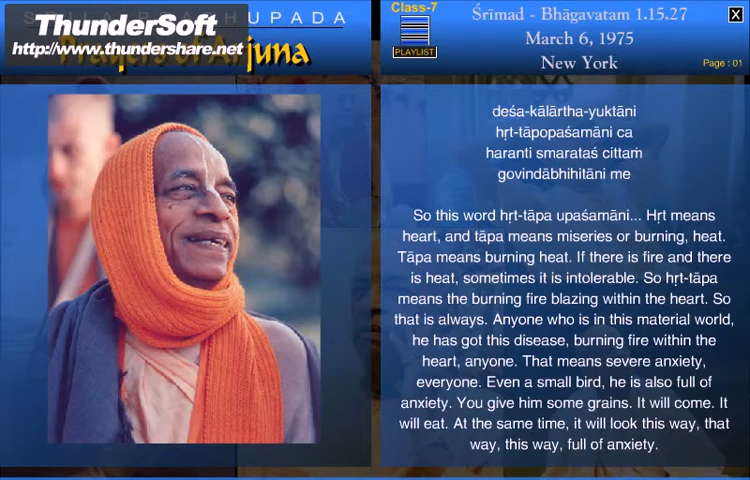 ThunderSoft
http://www.thundershare.net
PRABHUPADA
Prayers of Arjuna
Class-7
PLAYLIST
Śrīmad - Bhāgavatam 1.15.27
March 6, 1975
New York
X
Page : 01
deśa-kālārtha-yuktāni
hṛt-tāpopaśamāni ca
haranti smarataś cittaṁ
govindābhihitāni me
So this word hṛt-tāpa upaśamāni... Hṛt means
heart, and tāpa means miseries or burning, heat.
Tāpa means burning heat. If there is fire and there
is heat, sometimes it is intolerable. So hṛt-tāpa
means the burning fire blazing within the heart. So
that is always. Anyone who is in this material world,
he has got this disease, burning fire within the
heart, anyone. That means severe anxiety,
everyone. Even a small bird, he is also full of
anxiety. You give him some grains. It will come. It
will eat. At the same time, it will look this way, that
way, this way, full of anxiety.